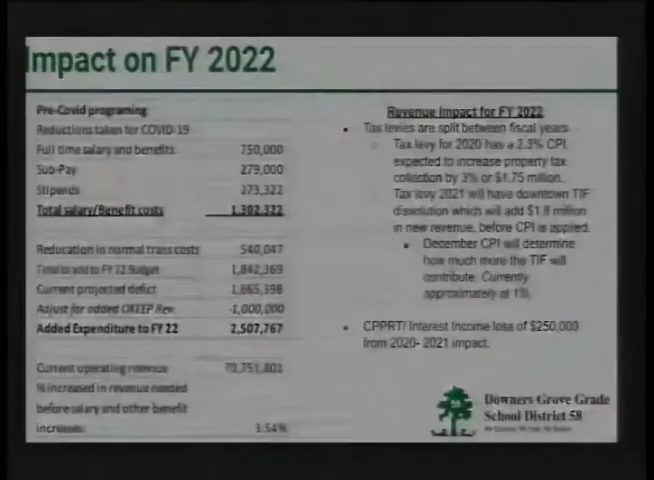 Impact on FY 2022
Pre-Covid programing
Reductions taken for COVID-19
Full time salary and benefits 750,000
Sub-Pay 279,000
Stipends 273,322
Total salary/Benefit costs 1,302,322
Reducation in normal trans costs 540,047
Total to add to FY 22 Budget 1,842,369
Current projected defict 1,665,398
Adjust for added Rev. -1,000,000
Added Expenditure to FY 22 2,507,767
Current operating revenue 70,751,801
% increased in revenue needed
before salary and other benefit
increases: 3.54%
Revenue Impact for FY 2022
• Tax levies are split between fiscal years
Tax levy for 2020 has a 2.3% CPI,
expected to increase property tax
collection by 3% or $1.75 million.
Tax levy 2021 will have downtown TIF
dissolution which will add $1.8 million
in new revenue, before CPI is applied.
• December CPI will determine
how much more the TIF will
contribute. Currently
approximately at 1%.
• CPPRT/ Interest Income loss of $250,000
from 2020- 2021 impact.
58
Downers Grove Grade
School District 58